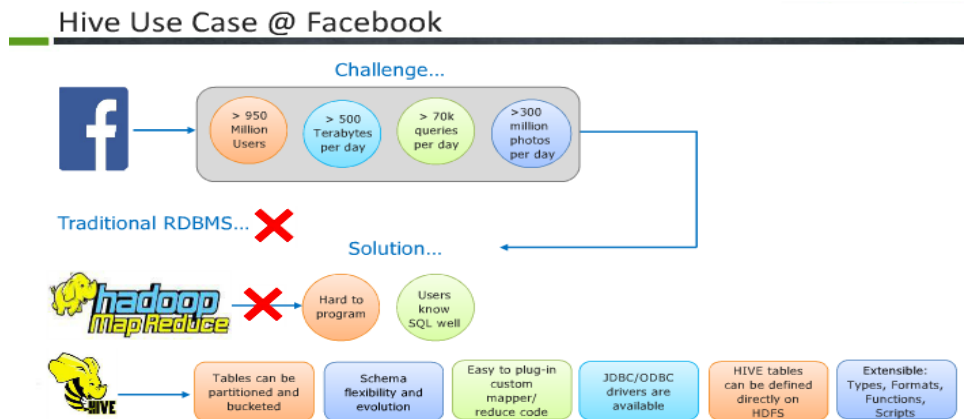 Hive Use Case @ Facebook
Challenge...
> 950
Million
Users
> 500
Terabytes
per day
> 70k
queries
per day
>300
million
photos
per day
f
Traditional RDBMS...
Solution...
hadoop
Map Reduce
Hard to
program
Users
know
SQL well
HIVE
Tables can be
partitioned and
bucketed
Schema
flexibility and
evolution
Easy to plug-in
custom
mapper/
reduce code
JDBC/ODBC
drivers are
available
HIVE tables
can be defined
directly on
HDFS
Extensible:
Types, Formats,
Functions,
Scripts